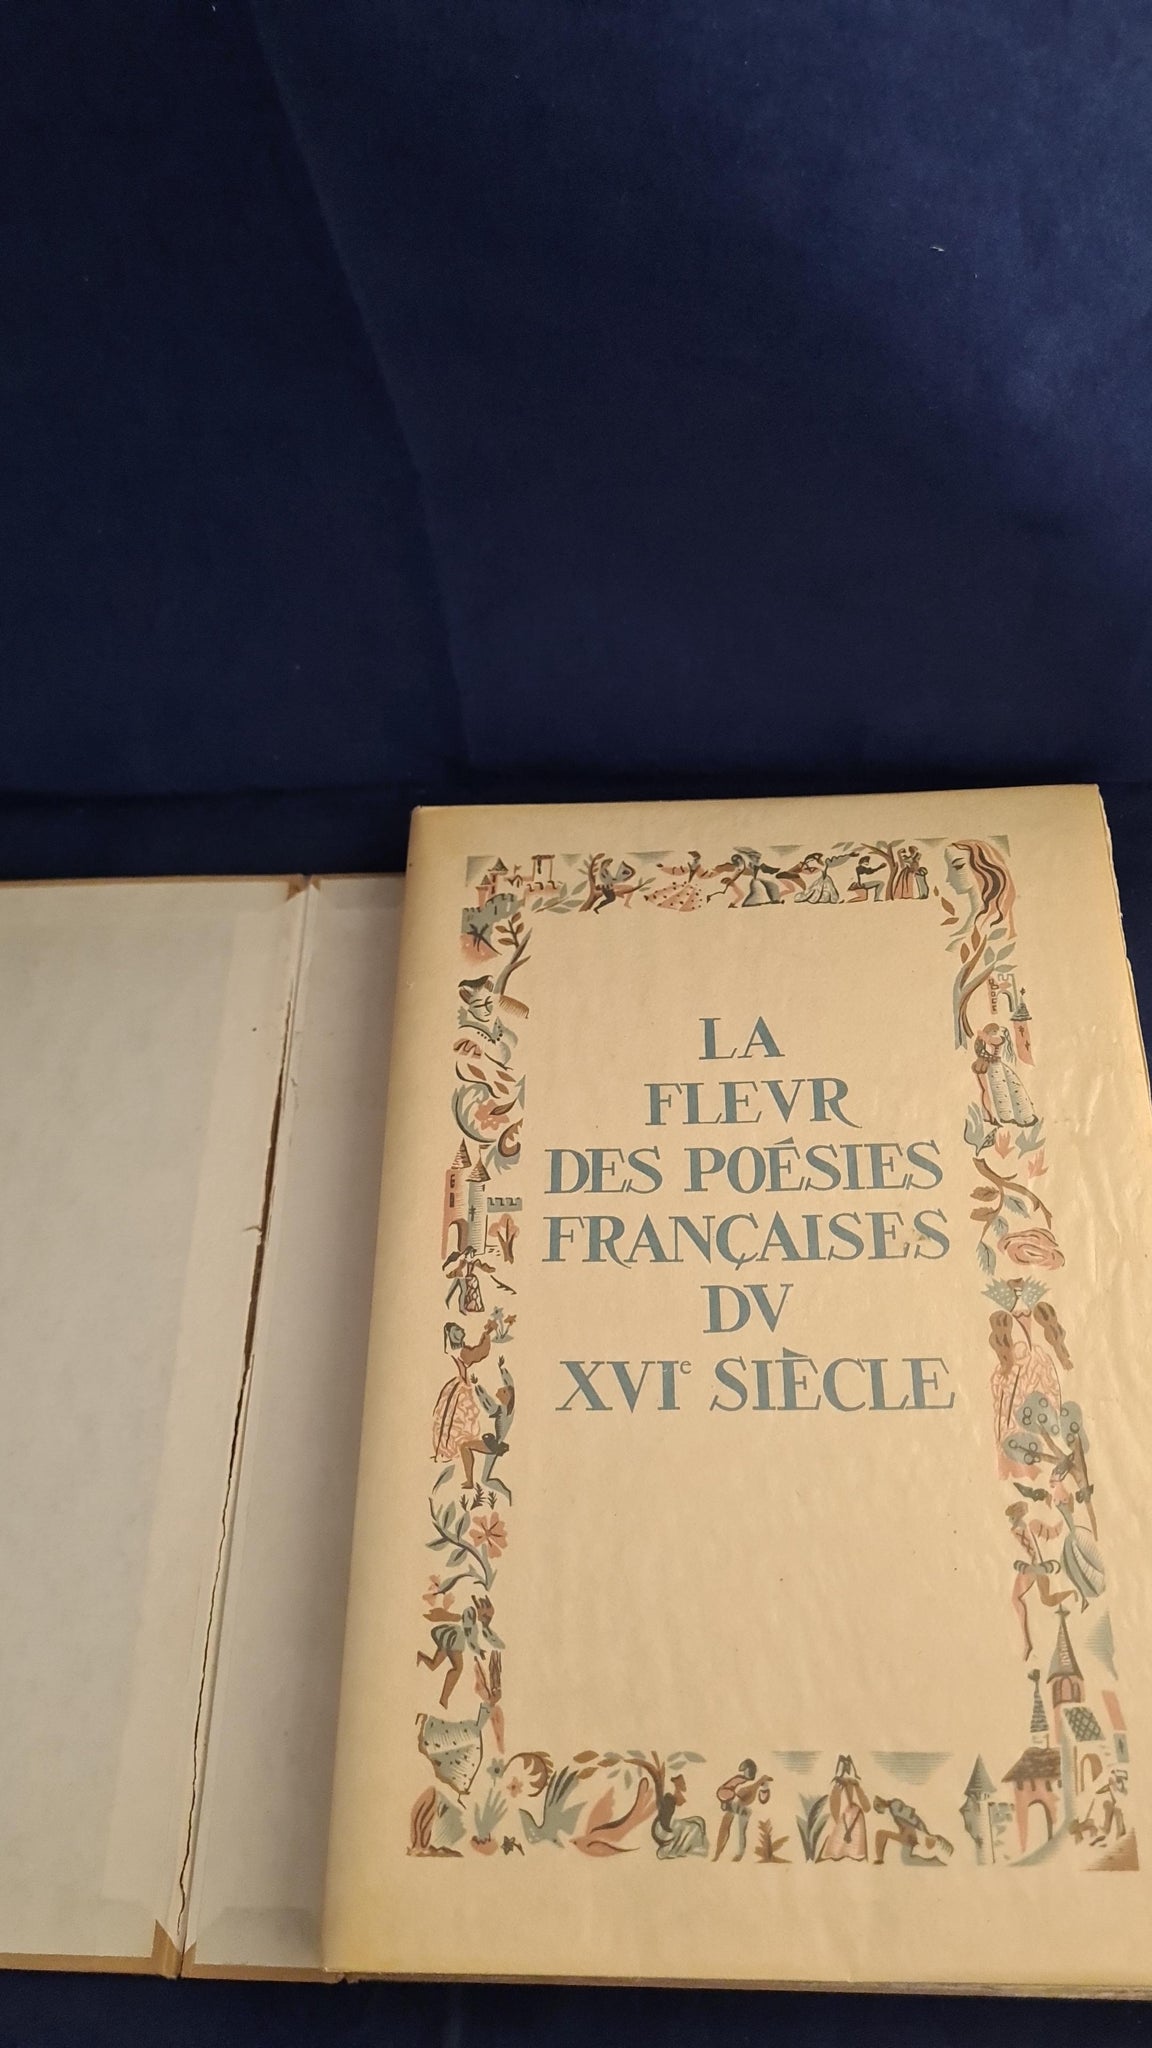 LA
FLEVR
DES POÉSIES
FRANÇAISES
DV
XVIe SIÈCLE